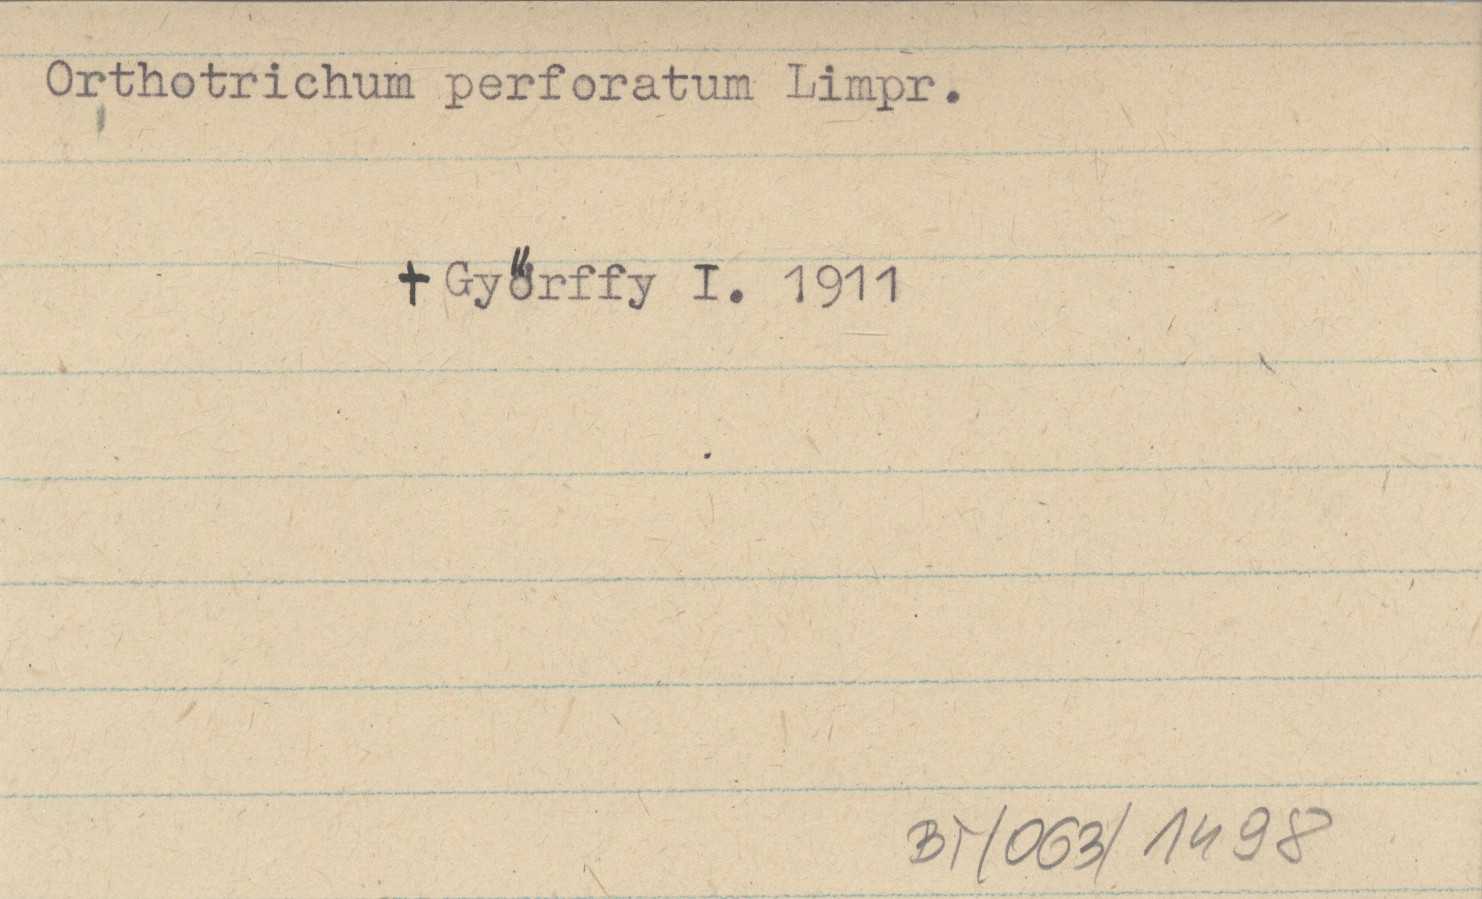 Orthotrichum perforatum Limpr.
† Győrffy I. 1911
BT/063/1498